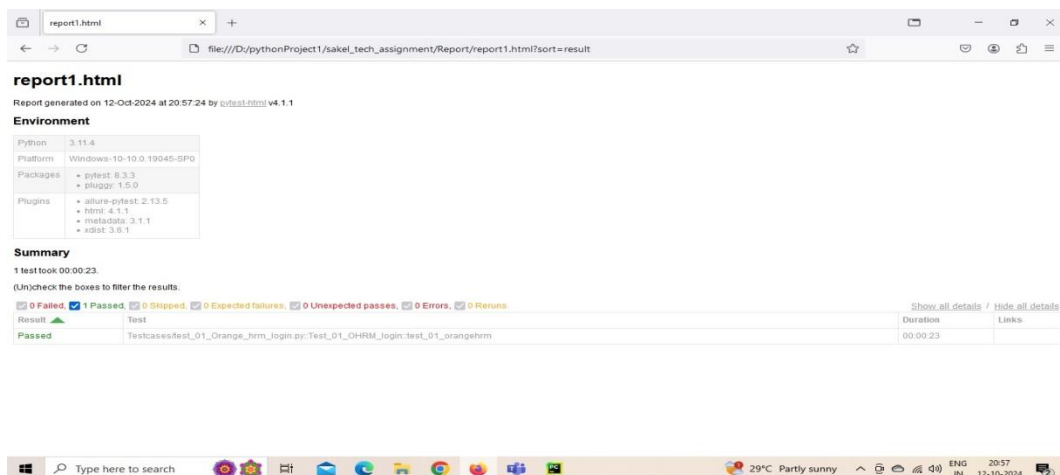 report1.html
file:///D:/pythonProject1/sakel_tech_assignment/Report/report1.html?sort=result
report1.html
Report generated on 12-Oct-2024 at 20:57:24 by pytest-html v4.1.1
Environment
Python 3.11.4
Platform Windows-10-10.0.19045-SP0
Packages • pytest: 8.3.3
• pluggy: 1.5.0
Plugins • allure-pytest: 2.13.5
• html: 4.1.1
• metadata: 3.1.1
• xdist: 3.6.1
Summary
1 test took 00:00:23.
(Un)check the boxes to filter the results.
0 Failed, 1 Passed, 0 Skipped, 0 Expected failures, 0 Unexpected passes, 0 Errors, 0 Reruns Show all details / Hide all details
Result Test Duration Links
Passed Testcases/test_01_Orange_hrm_login.py::Test_01_OHRM_login::test_01_orangehrm 00:00:23
Type here to search PC 29°C Partly sunny ENG 20:57
IN 12-10-2024